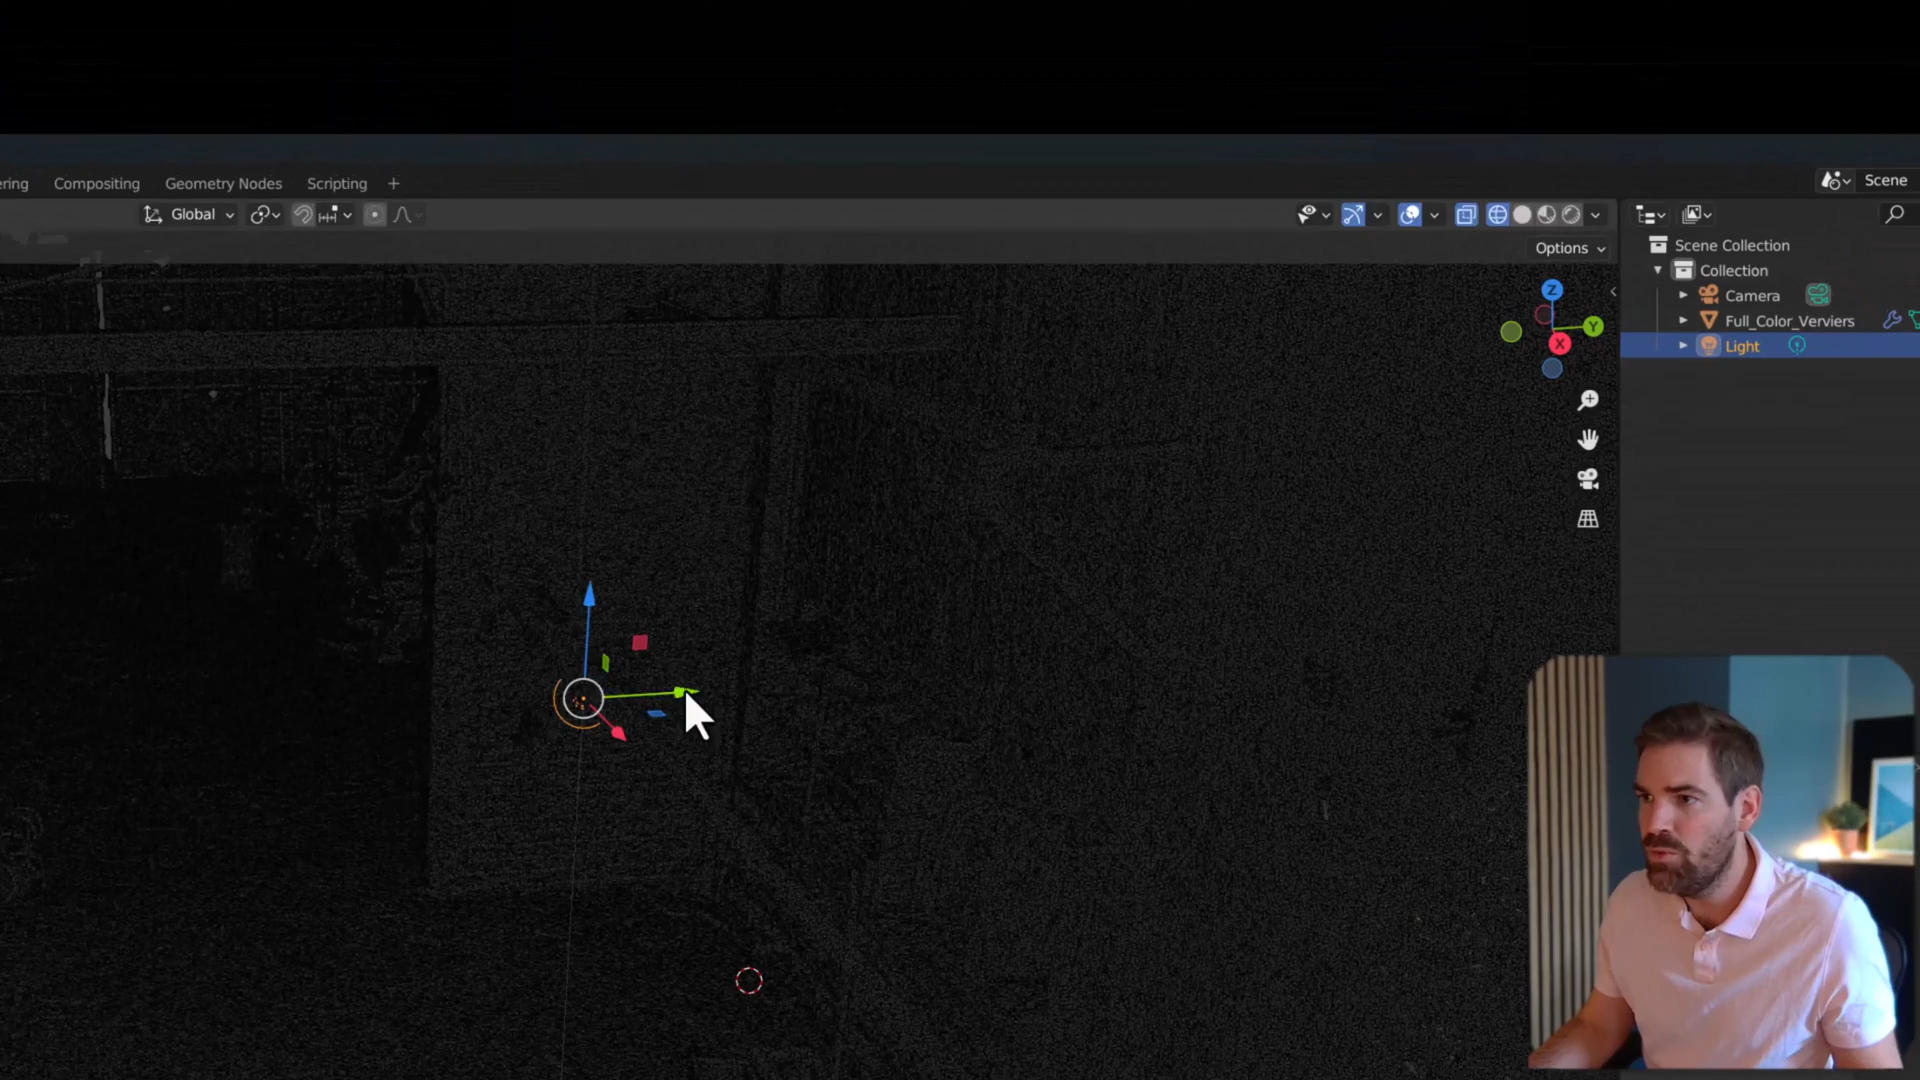 ering Compositing Geometry Nodes Scripting +
Scene
Global
Options
Scene Collection
Collection
Camera
Full_Color_Verviers
Light
Z
Y
X